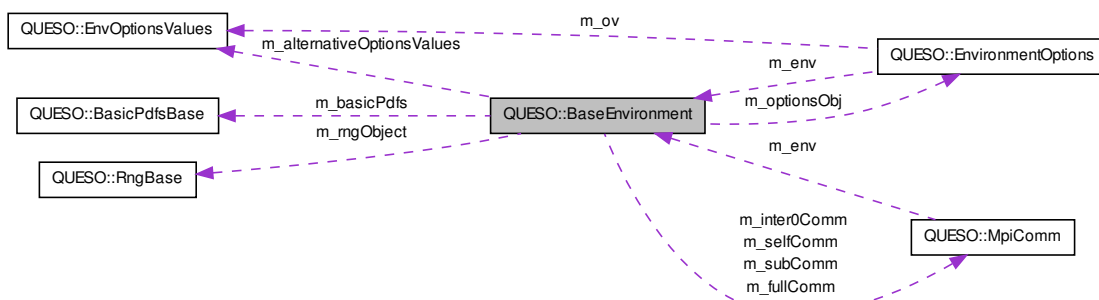 m_ov
QUESO::EnvOptionsValues
m_alternativeOptionsValues
QUESO::EnvironmentOptions
m_env
m_basicPdfs
m_optionsObj
QUESO::BasicPdfsBase
QUESO::BaseEnvironment
m_rngObject
m_env
QUESO::RngBase
m_inter0Comm
m_selfComm
m_subComm
m_fullComm
QUESO::MpiComm